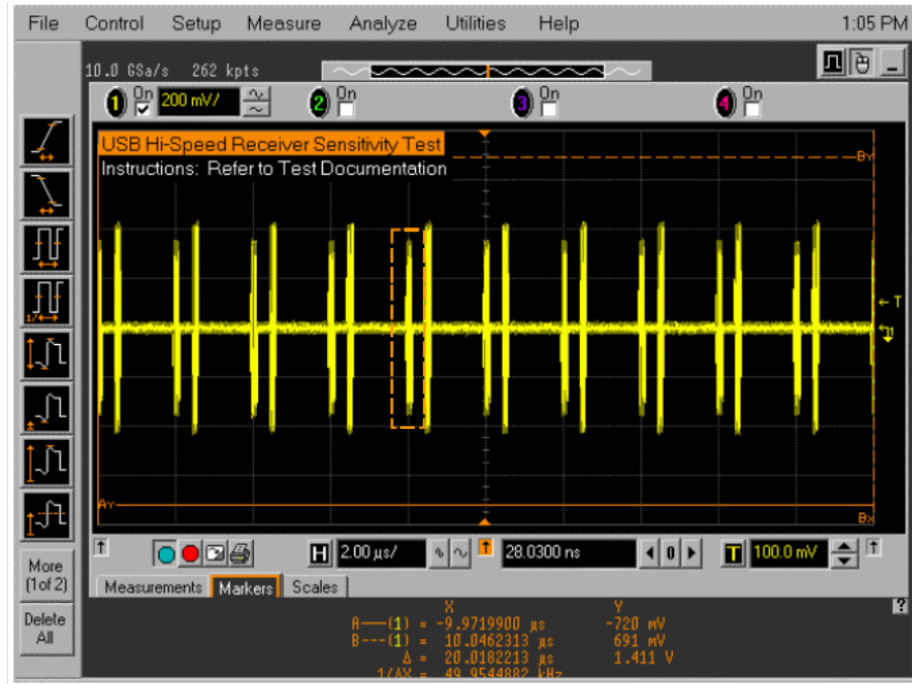 File Control Setup Measure Analyze Utilities Help 1:05 PM
10.0 GSa/s 262 kpts
1 On 200 mV/ 2 On 3 On 4 On
USB Hi-Speed Receiver Sensitivity Test
Instructions: Refer to Test Documentation
By
T
1
Ay
Bx
More
(1of 2)
Delete
All
H 2.00 µs/ 28.0300 ns 0 T 100.0 mV
Measurements Markers Scales
?
X Y
A---(1) = -9.9719900 µs -720 mV
B---(1) = 10.0462313 µs 691 mV
Δ = 20.0182213 µs 1.411 V
1/ΔX = 49.9544882 kHz